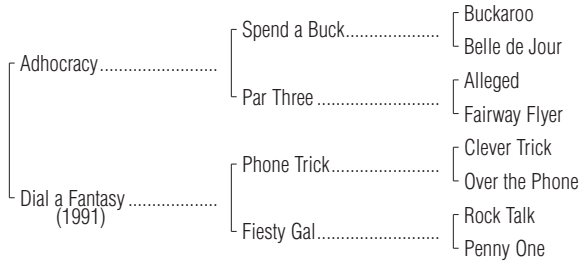 Buckaroo
Spend a Buck
Belle de Jour
Adhocracy
Alleged
Par Three
Fairway Flyer
Clever Trick
Phone Trick
Over the Phone
Dial a Fantasy
(1991)
Rock Talk
Fiesty Gal
Penny One